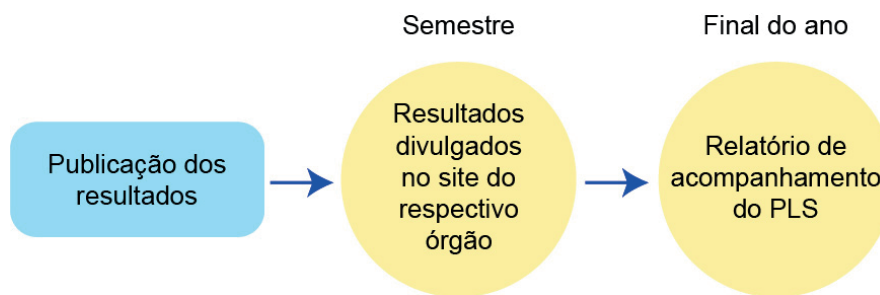 Semestre
Final do ano
Publicação dos
resultados
Resultados
divulgados
no site do
respectivo
órgão
Relatório de
acompanhamento
do PLS